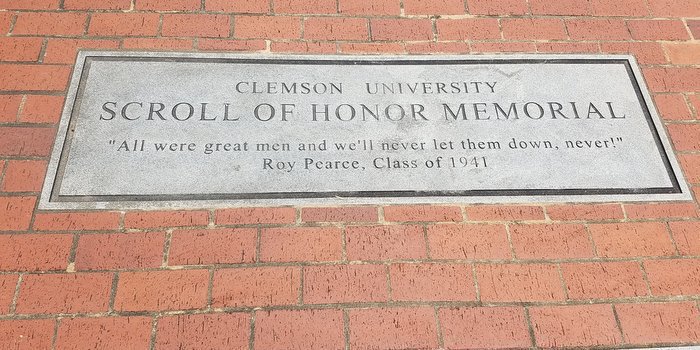 CLEMSON UNIVERSITY
SCROLL OF HONOR MEMORIAL
"All were great men and we'll never let them down, never!"
Roy Pearce, Class of 1941